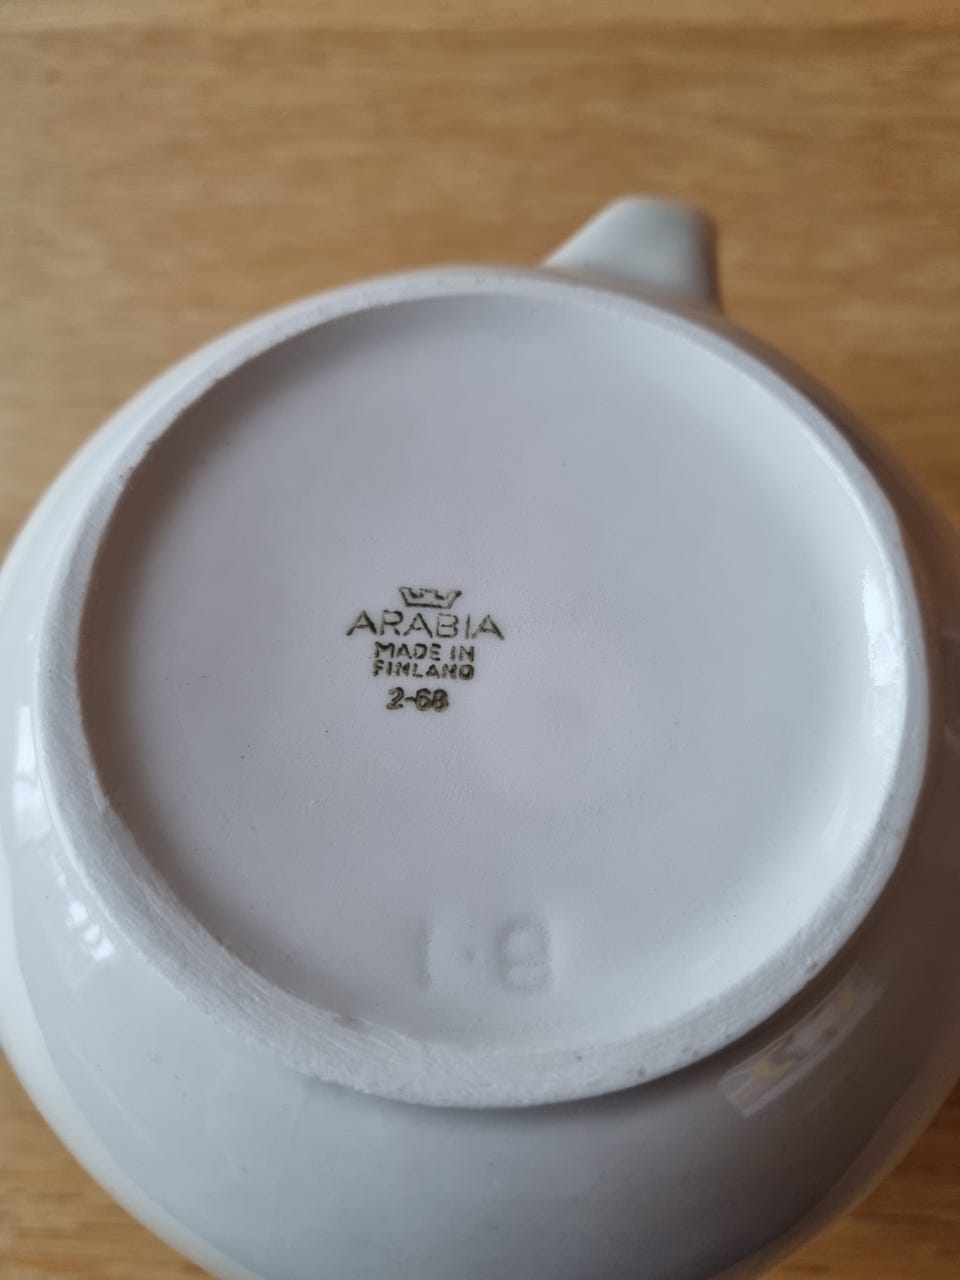 ARABIA
MADE IN
FINLAND
2-68